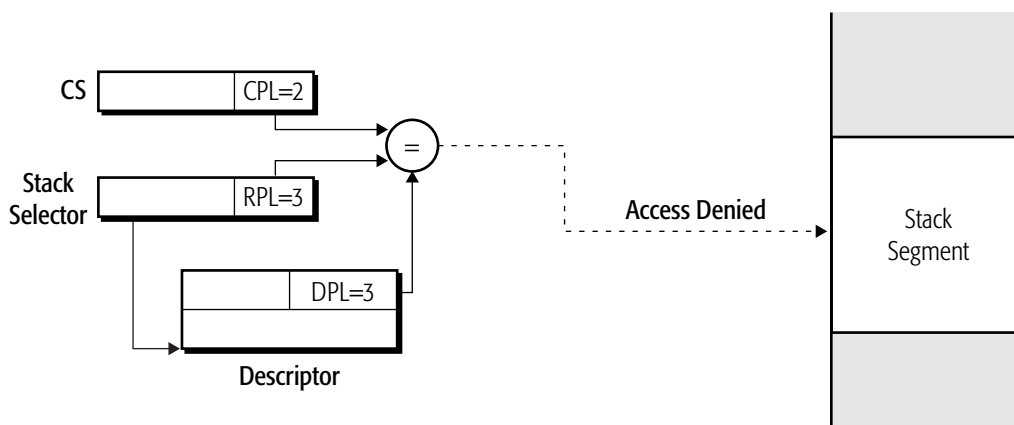 CS
CPL=2
=
Stack
Selector
RPL=3
Access Denied
Stack
Segment
DPL=3
Descriptor